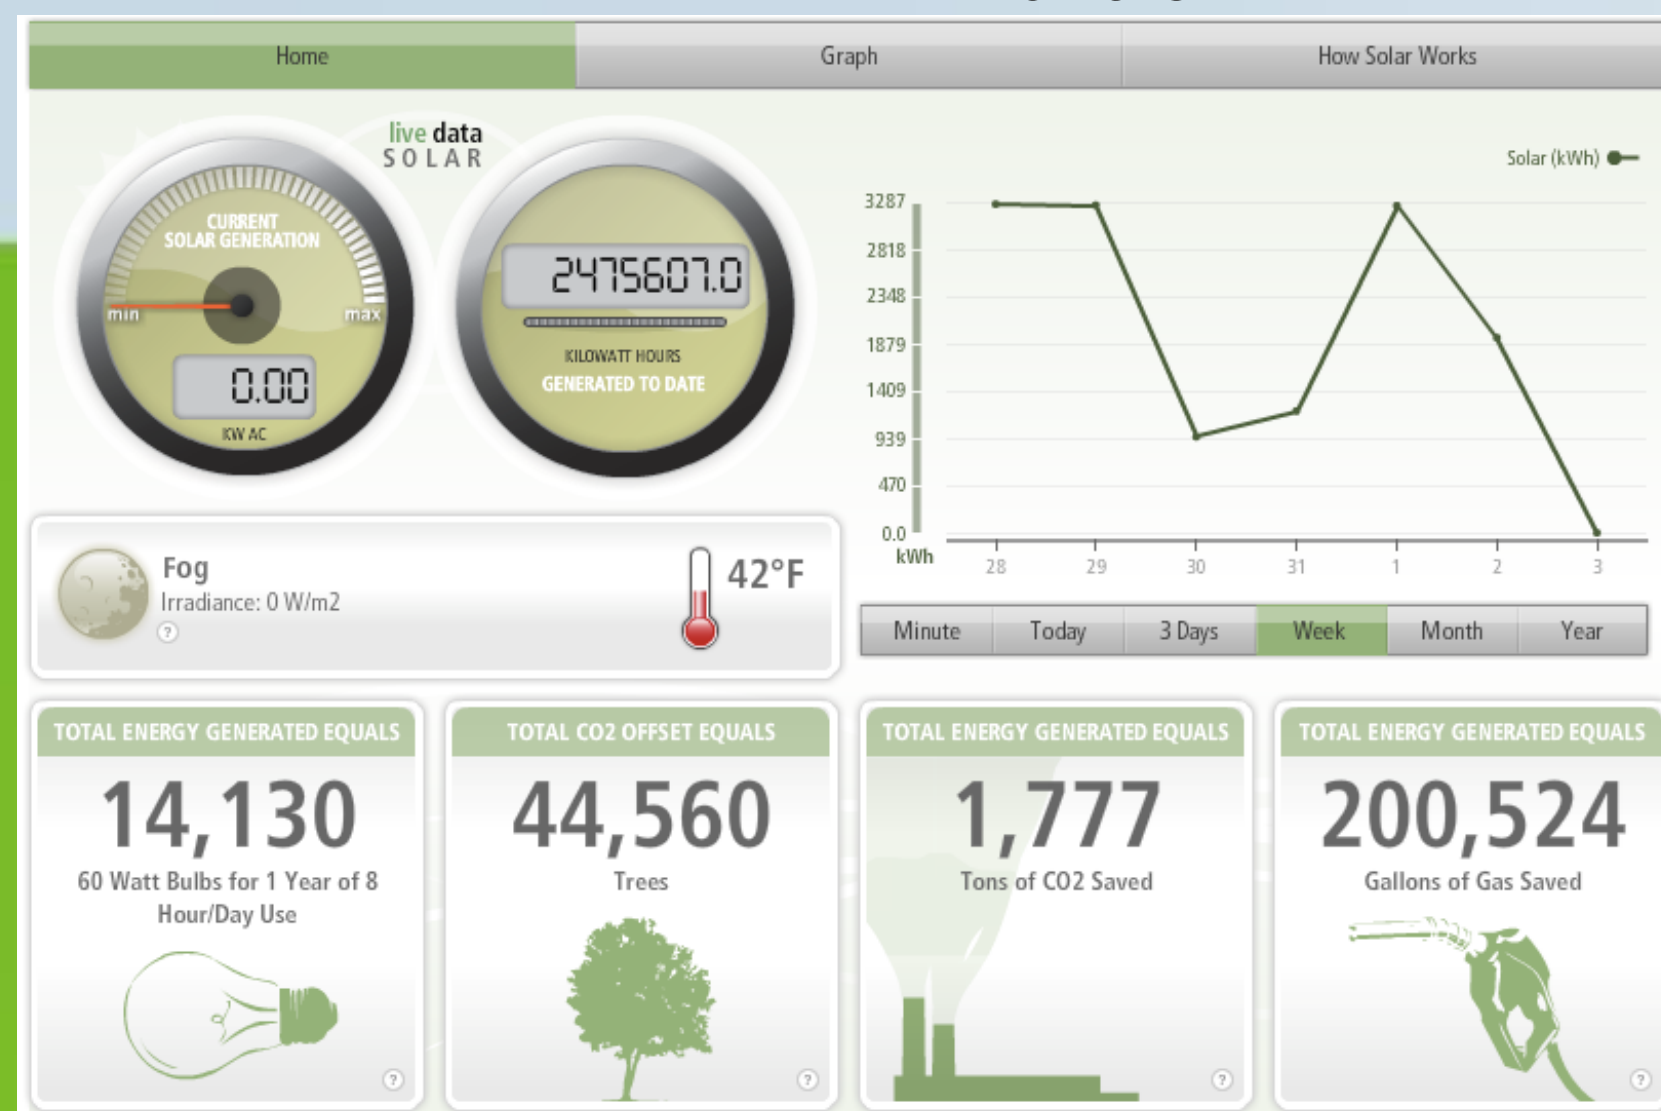 Home
Graph
How Solar Works
live data
SOLAR
CURRENT
SOLAR GENERATION
min
max
0.00
KW AC
2475607.0
KILOWATT HOURS
GENERATED TO DATE
Solar (kWh)
3287
2818
2348
1879
1409
939
470
0.0
kWh
28 29 30 31 1 2 3
Fog
Irradiance: 0 W/m2
?
42°F
Minute Today 3 Days Week Month Year
TOTAL ENERGY GENERATED EQUALS
14,130
60 Watt Bulbs for 1 Year of 8
Hour/Day Use
?
TOTAL CO2 OFFSET EQUALS
44,560
Trees
?
TOTAL ENERGY GENERATED EQUALS
1,777
Tons of CO2 Saved
?
TOTAL ENERGY GENERATED EQUALS
200,524
Gallons of Gas Saved
?